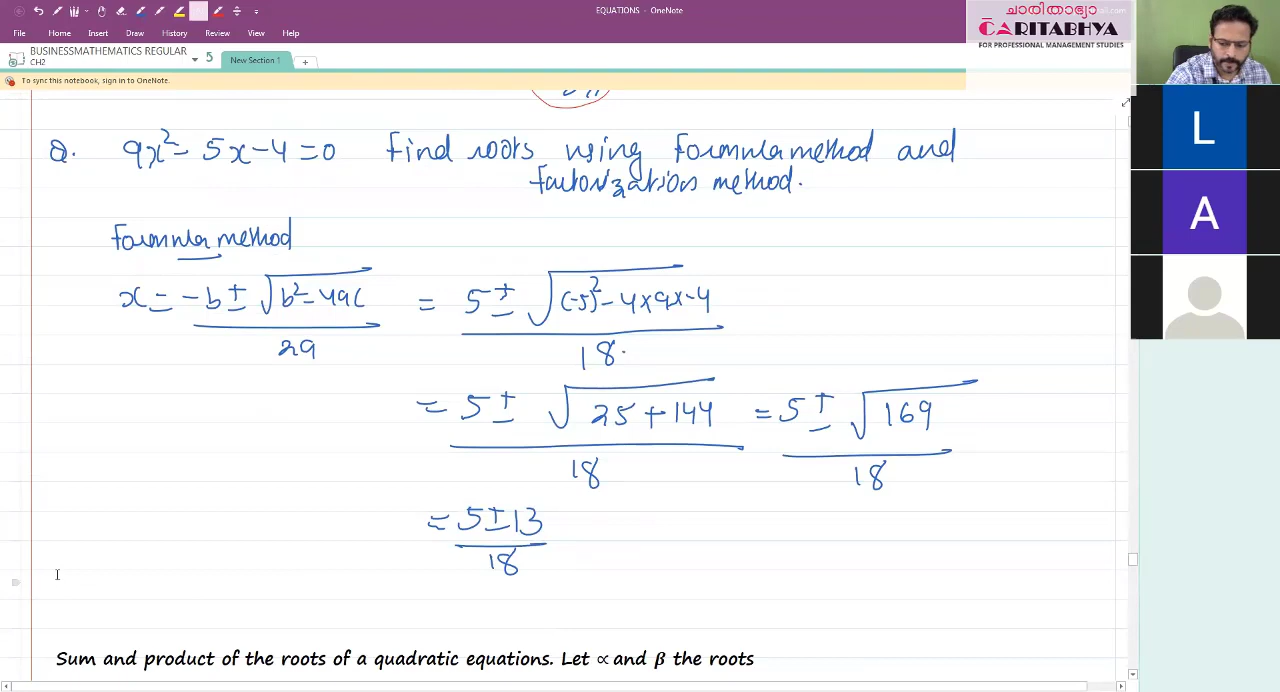 EQUATIONS - OneNote
ചാരിതാഭ്യാ
CARITABHYA
FOR PROFESSIONAL MANAGEMENT STUDIES
File Home Insert Draw History Review View Help
BUSINESSMATHEMATICS REGULAR
CH2
New Section 1
To sync this notebook, sign in to OneNote.
Q. 9x² - 5x - 4 = 0 Find roots using Formula method and
factorization method.
Formula method
x = -b ± √b² - 4ac / 2a = 5 ± √(-5)² - 4×9×-4 / 18
= 5 ± √25 + 144 / 18 = 5 ± √169 / 18
= 5 ± 13 / 18
Sum and product of the roots of a quadratic equations. Let ∝ and β the roots
L
A